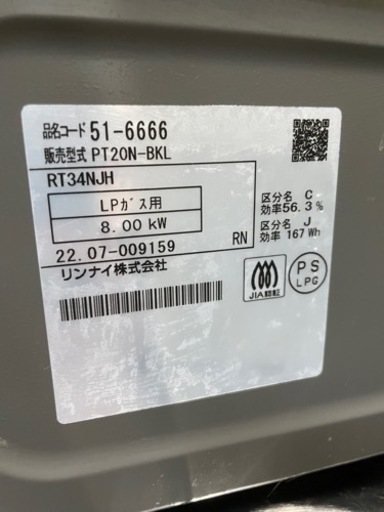 品名コード 51-6666
販売型式 PT20N-BKL
RT34NJH
LPガス用
8.00 kW
22.07-009159 RN
リンナイ株式会社
区分名 C
効率56.3%
区分名 J
効率 167Wh
JIA認証
PS
LPG